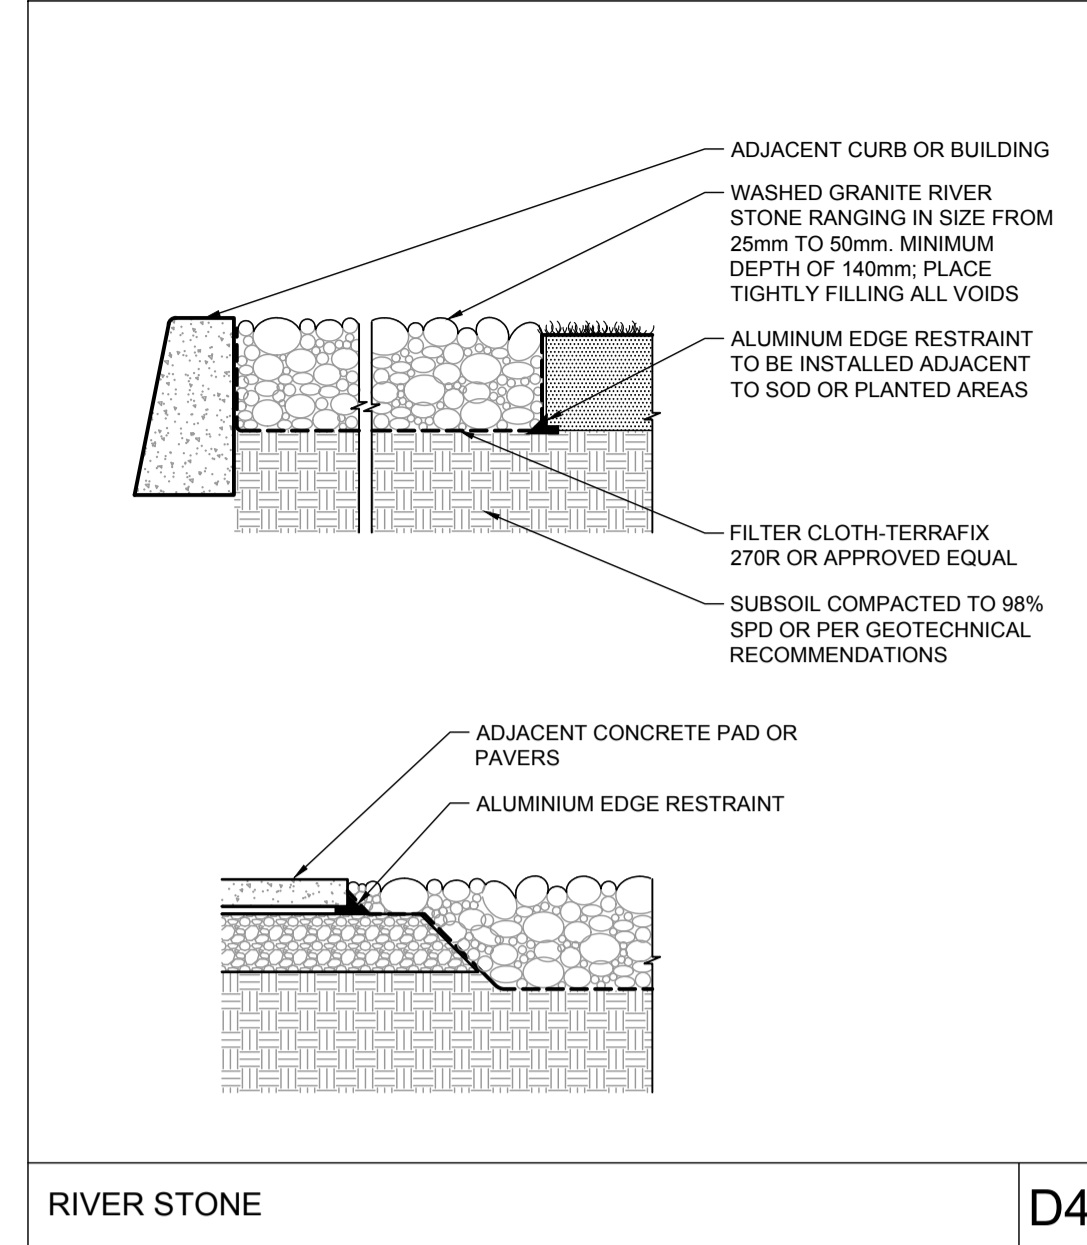 ADJACENT CURB OR BUILDING
WASHED GRANITE RIVER
STONE RANGING IN SIZE FROM
25mm TO 50mm. MINIMUM
DEPTH OF 140mm; PLACE
TIGHTLY FILLING ALL VOIDS
ALUMINUM EDGE RESTRAINT
TO BE INSTALLED ADJACENT
TO SOD OR PLANTED AREAS
FILTER CLOTH-TERRAFIX
270R OR APPROVED EQUAL
SUBSOIL COMPACTED TO 98%
SPD OR PER GEOTECHNICAL
RECOMMENDATIONS
ADJACENT CONCRETE PAD OR
PAVERS
ALUMINIUM EDGE RESTRAINT
RIVER STONE
D4